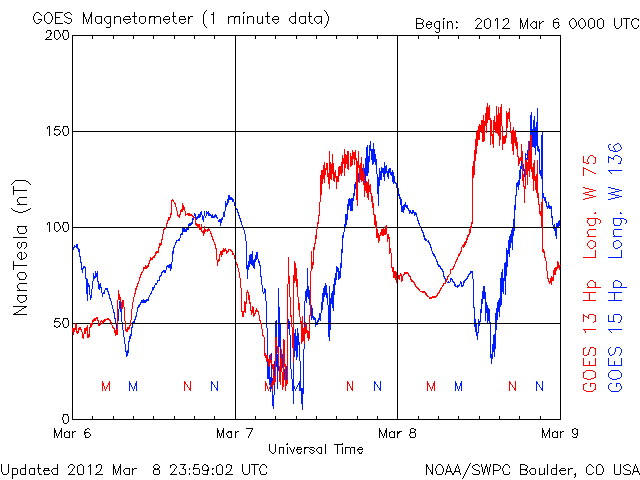 GOES Magnetometer (1 minute data) Begin: 2012 Mar 6 0000 UTC
200
150
100
50
0
NanoTesla (nT)
M M N N M M N N M M N N
Mar 6 Mar 7 Mar 8 Mar 9
Universal Time
GOES 13 Hp Long. W 75
GOES 15 Hp Long. W 136
Updated 2012 Mar 8 23:59:02 UTC NOAA/SWPC Boulder, CO USA